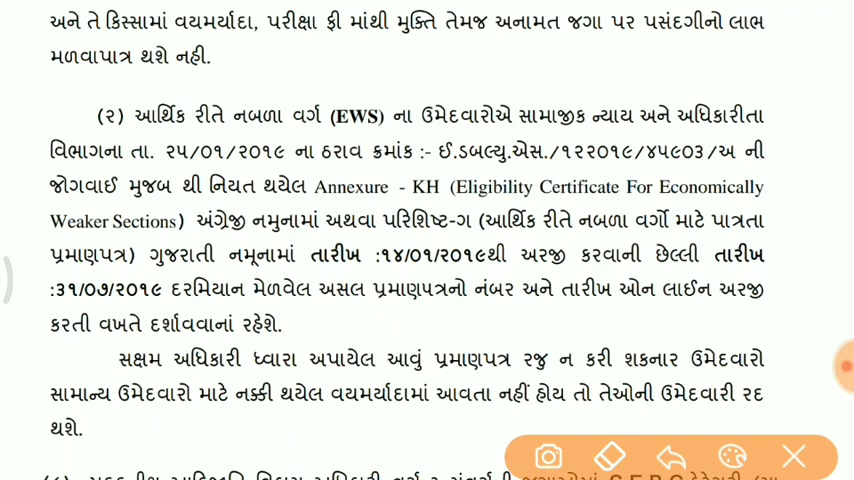 અને તે કિસ્સામાં વયમર્યાદા, પરીક્ષા ફી માંથી મુક્તિ તેમજ અનામત જગા પર પસંદગીનો લાભ
મળવાપાત્ર થશે નહી.
(૨) આર્થિક રીતે નબળા વર્ગ (EWS) ના ઉમેદવારોએ સામાજીક ન્યાય અને અધિકારીતા
વિભાગના તા. ૨૫/૦૧/૨૦૧૯ ના ઠરાવ ક્રમાંક :- ઈ.ડબલ્યુ.એસ./૧૨૨૦૧૯/૪૫૯૦૩/અ ની
જોગવાઈ મુજબ થી નિયત થયેલ Annexure - KH (Eligibility Certificate For Economically
Weaker Sections) અંગ્રેજી નમુનામાં અથવા પરિશિષ્ટ-ગ (આર્થિક રીતે નબળા વર્ગો માટે પાત્રતા
પ્રમાણપત્ર) ગુજરાતી નમૂનામાં તારીખ :૧૪/૦૧/૨૦૧૯થી અરજી કરવાની છેલ્લી તારીખ
:૩૧/૦૭/૨૦૧૯ દરમિયાન મેળવેલ અસલ પ્રમાણપત્રનો નંબર અને તારીખ ઓન લાઈન અરજી
કરતી વખતે દર્શાવવાનાં રહેશે.
સક્ષમ અધિકારી ધ્વારા અપાયેલ આવું પ્રમાણપત્ર રજુ ન કરી શકનાર ઉમેદવારો
સામાન્ય ઉમેદવારો માટે નક્કી થયેલ વયમર્યાદામાં આવતા નહીં હોય તો તેઓની ઉમેદવારી રદ
થશે.